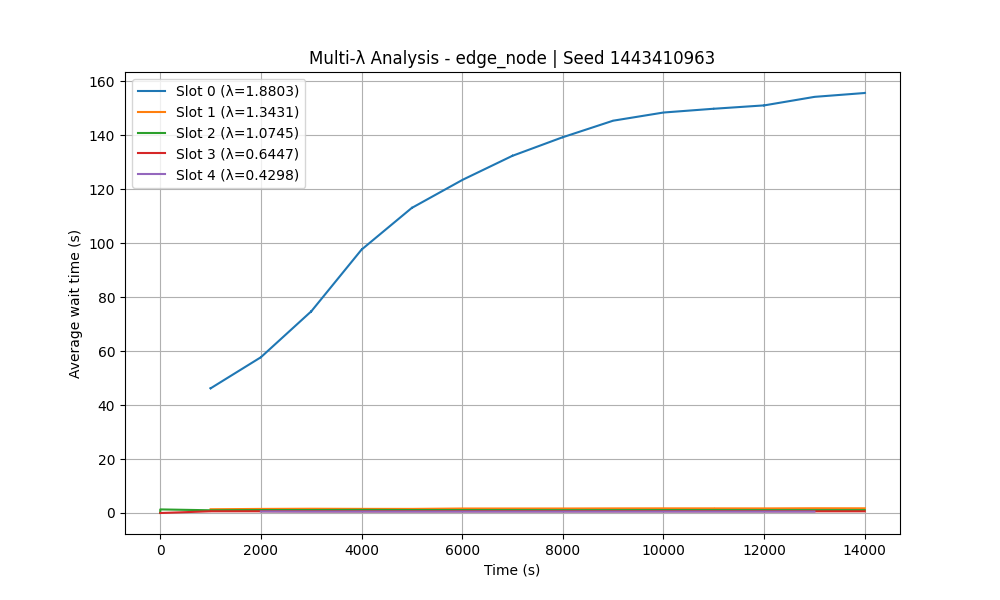 Multi-λ Analysis - edge_node | Seed 1443410963
Slot 0 (λ=1.8803)
Slot 1 (λ=1.3431)
Slot 2 (λ=1.0745)
Slot 3 (λ=0.6447)
Slot 4 (λ=0.4298)
Average wait time (s)
160
140
120
100
80
60
40
20
0
0 2000 4000 6000 8000 10000 12000 14000
Time (s)